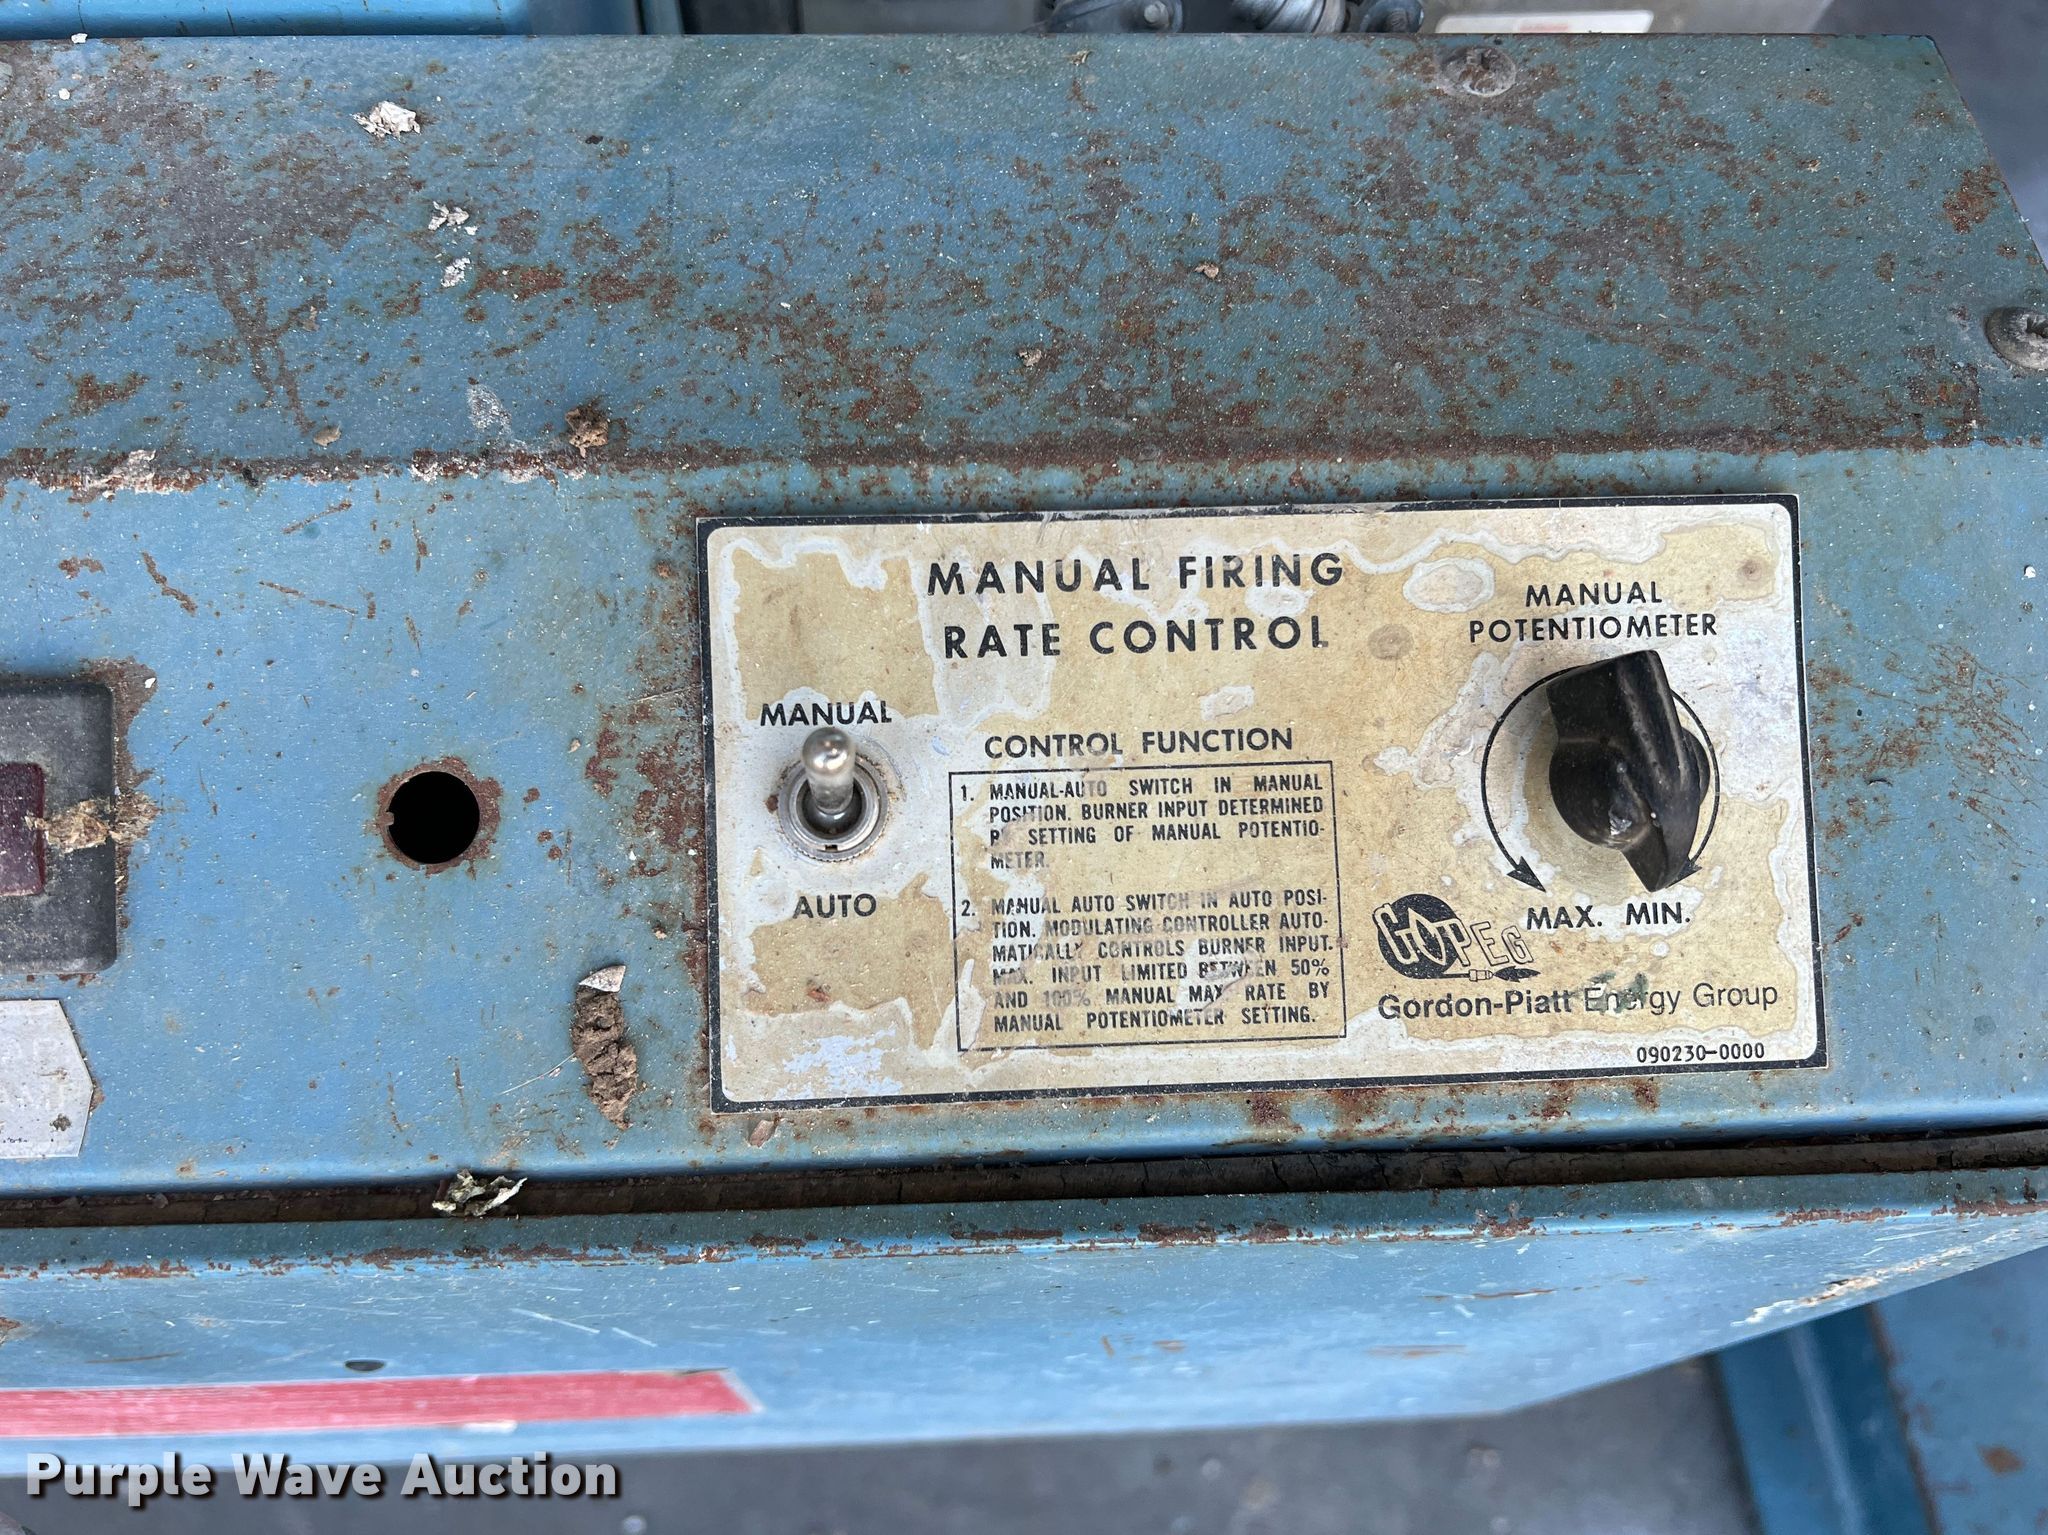 MANUAL FIRING
RATE CONTROL
MANUAL
AUTO
CONTROL FUNCTION
1. MANUAL-AUTO SWITCH IN MANUAL
POSITION. BURNER INPUT DETERMINED
BY SETTING OF MANUAL POTENTIO-
METER.
2. MANUAL AUTO SWITCH IN AUTO POSI-
TION. MODULATING CONTROLLER AUTO-
MATICALLY CONTROLS BURNER INPUT.
MAX. INPUT LIMITED BETWEEN 50%
AND 100% MANUAL MAX. RATE BY
MANUAL POTENTIOMETER SETTING.
MANUAL
POTENTIOMETER
MAX. MIN.
GOPEG
Gordon-Piatt Energy Group
090230-0000
Purple Wave Auction